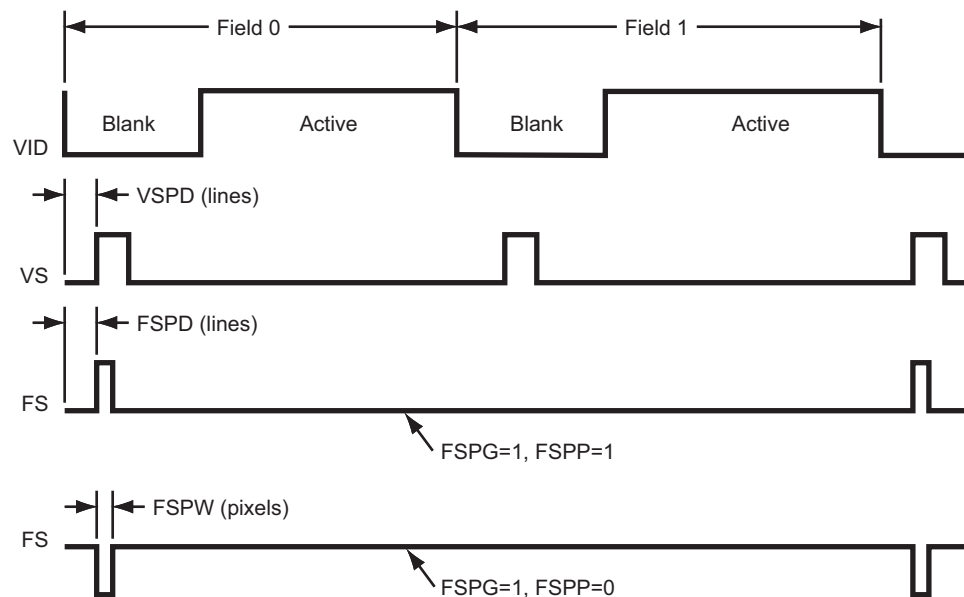 Field 0 Field 1
Blank Active Blank Active
VID
VSPD (lines)
VS
FSPD (lines)
FS
FSPG=1, FSPP=1
FSPW (pixels)
FS
FSPG=1, FSPP=0